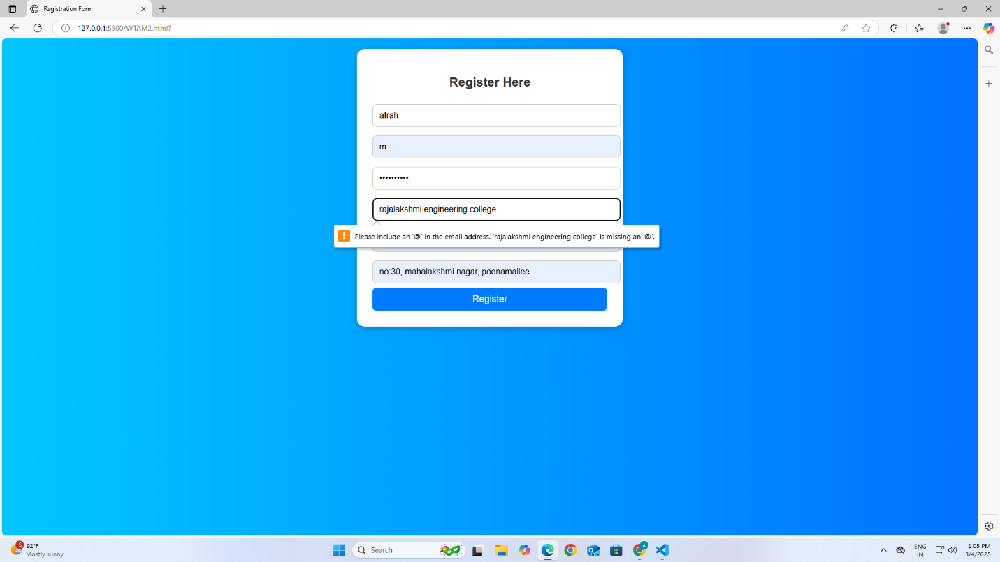 Registration Form
127.0.0.1:5500/WTAM2.html?
Register Here
afrah
m
••••••••••
rajalakshmi engineering college
Please include an '@' in the email address. 'rajalakshmi engineering college' is missing an '@'.
no:30, mahalakshmi nagar, poonamallee
Register
5
92°F
Mostly sunny
Search
NEW
A
ENG
IN
1:05 PM
3/4/2025